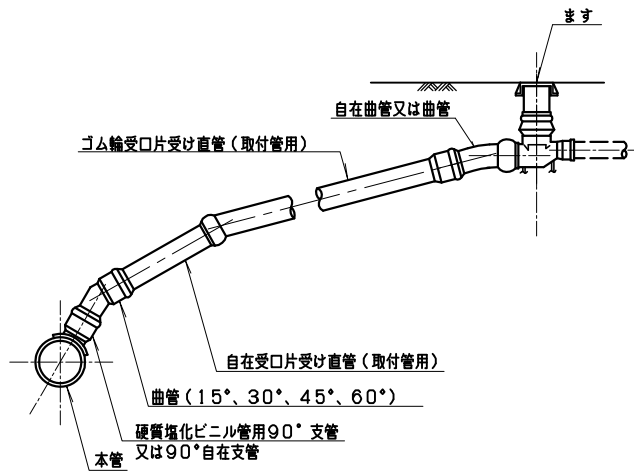 ます
自在曲管又は曲管
ゴム輪受口片受け直管(取付管用)
自在受口片受け直管(取付管用)
曲管(15°、30°、45°、60°)
硬質塩化ビニル管用90°支管
又は90°自在支管
本管